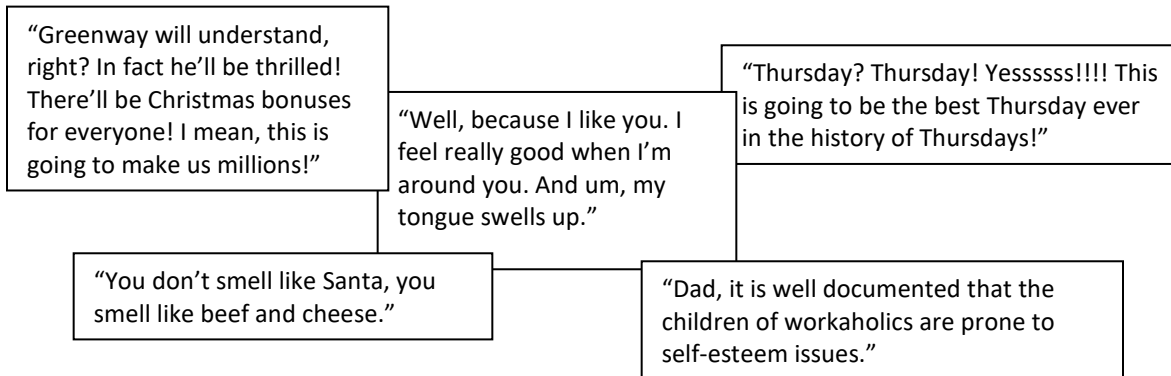 “Greenway will understand,
right? In fact he’ll be thrilled!
There’ll be Christmas bonuses
for everyone! I mean, this is
going to make us millions!”
“Well, because I like you. I
feel really good when I’m
around you. And um, my
tongue swells up.”
“Thursday? Thursday! Yessssss!!!! This
is going to be the best Thursday ever
in the history of Thursdays!”
“You don’t smell like Santa, you
smell like beef and cheese.”
“Dad, it is well documented that the
children of workaholics are prone to
self-esteem issues.”